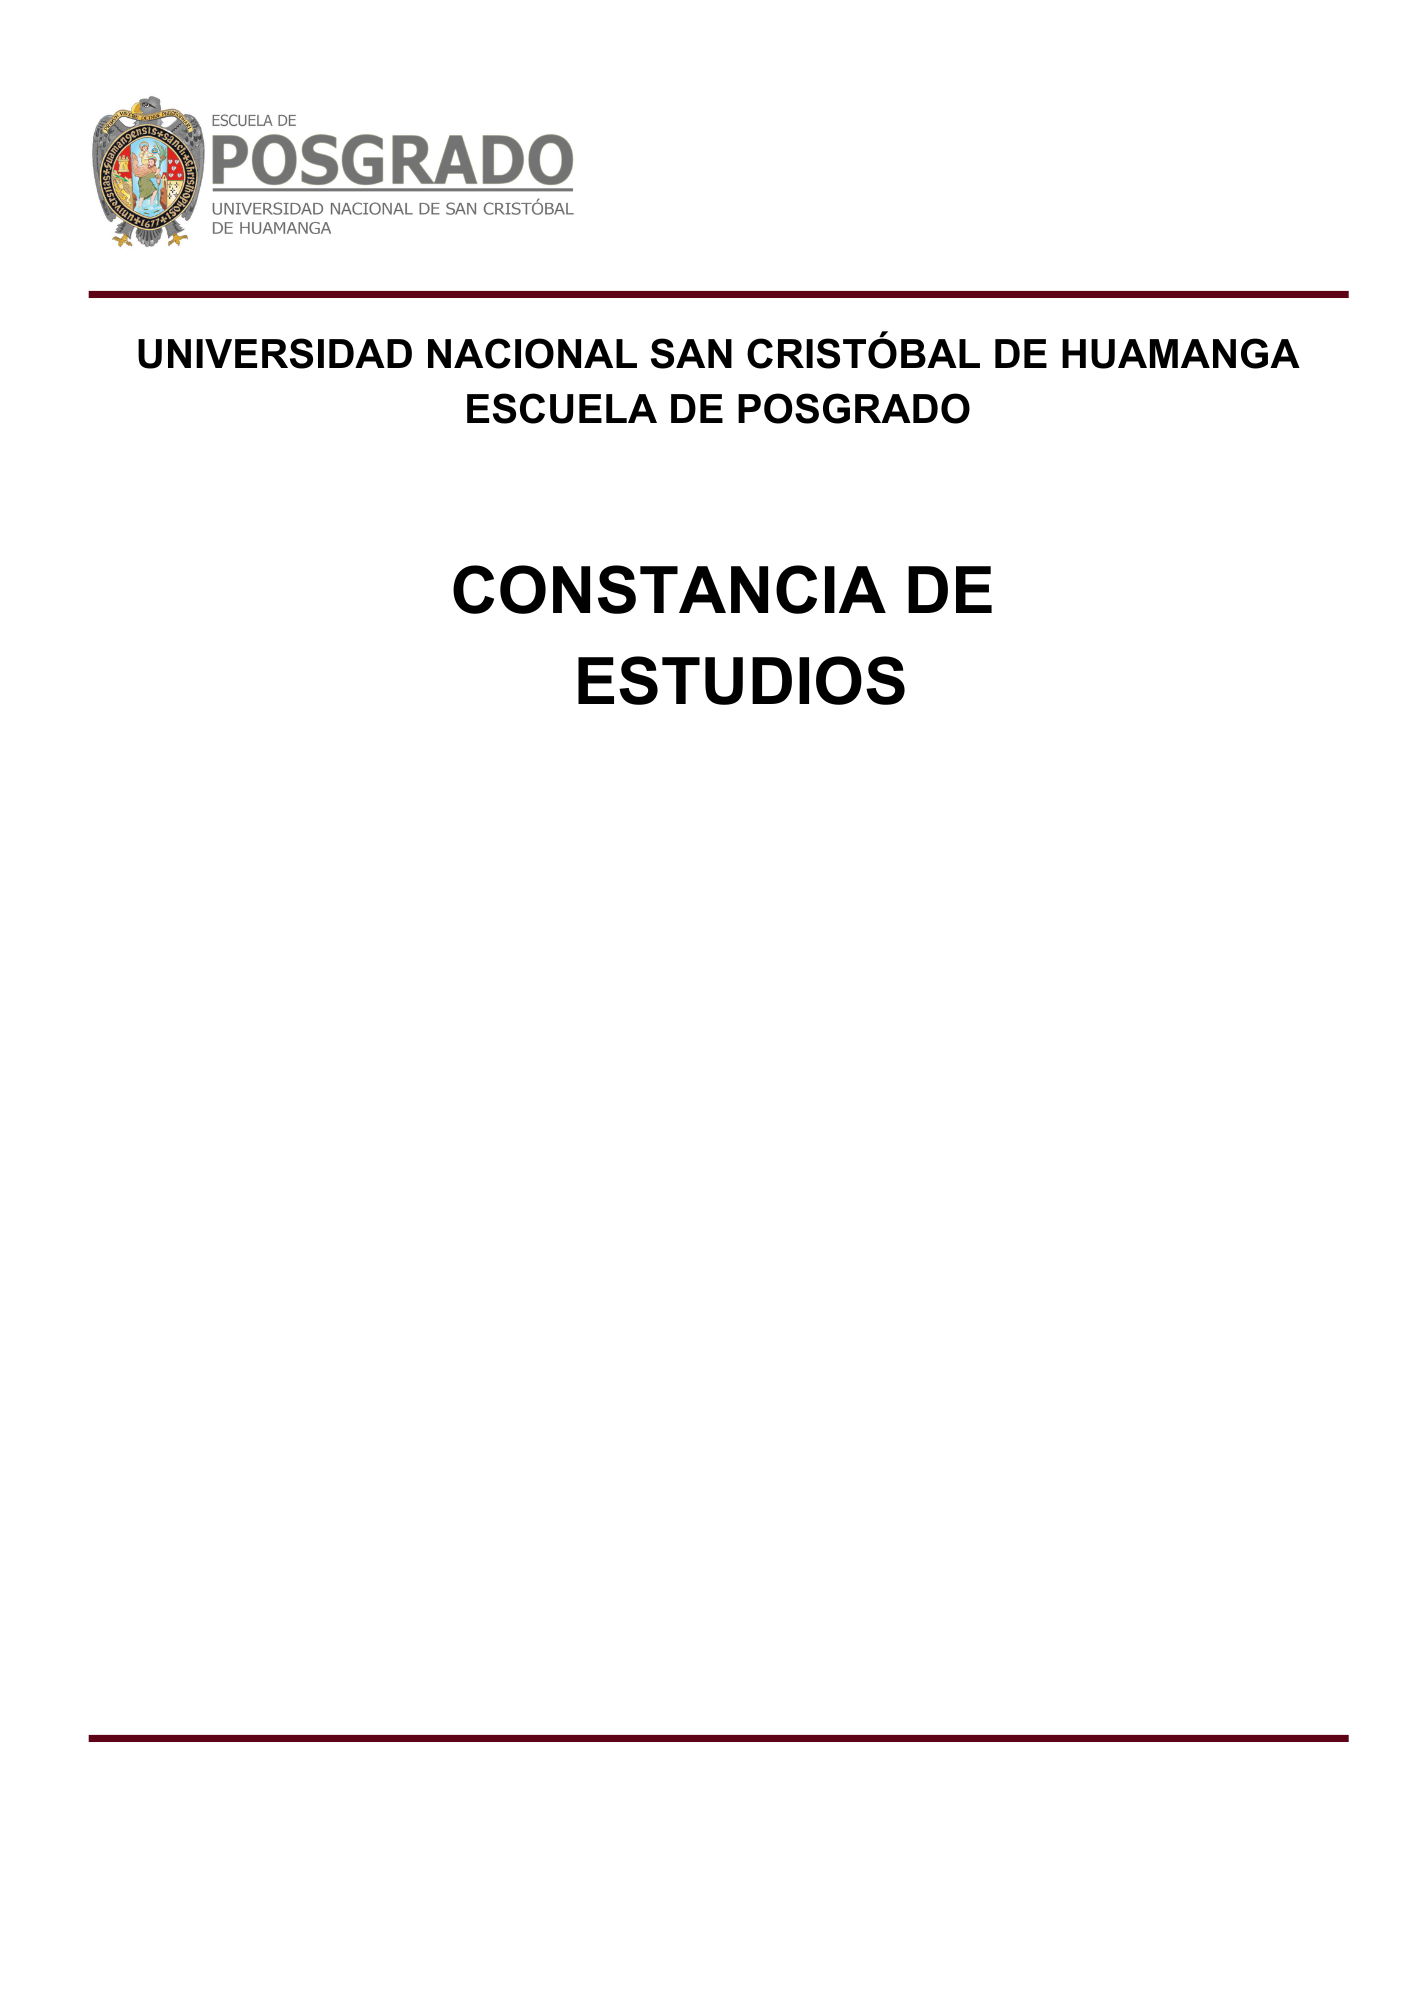 ESCUELA DE
POSGRADO
UNIVERSIDAD NACIONAL DE SAN CRISTÓBAL
DE HUAMANGA
UNIVERSIDAD NACIONAL SAN CRISTÓBAL DE HUAMANGA
ESCUELA DE POSGRADO
CONSTANCIA DE
ESTUDIOS